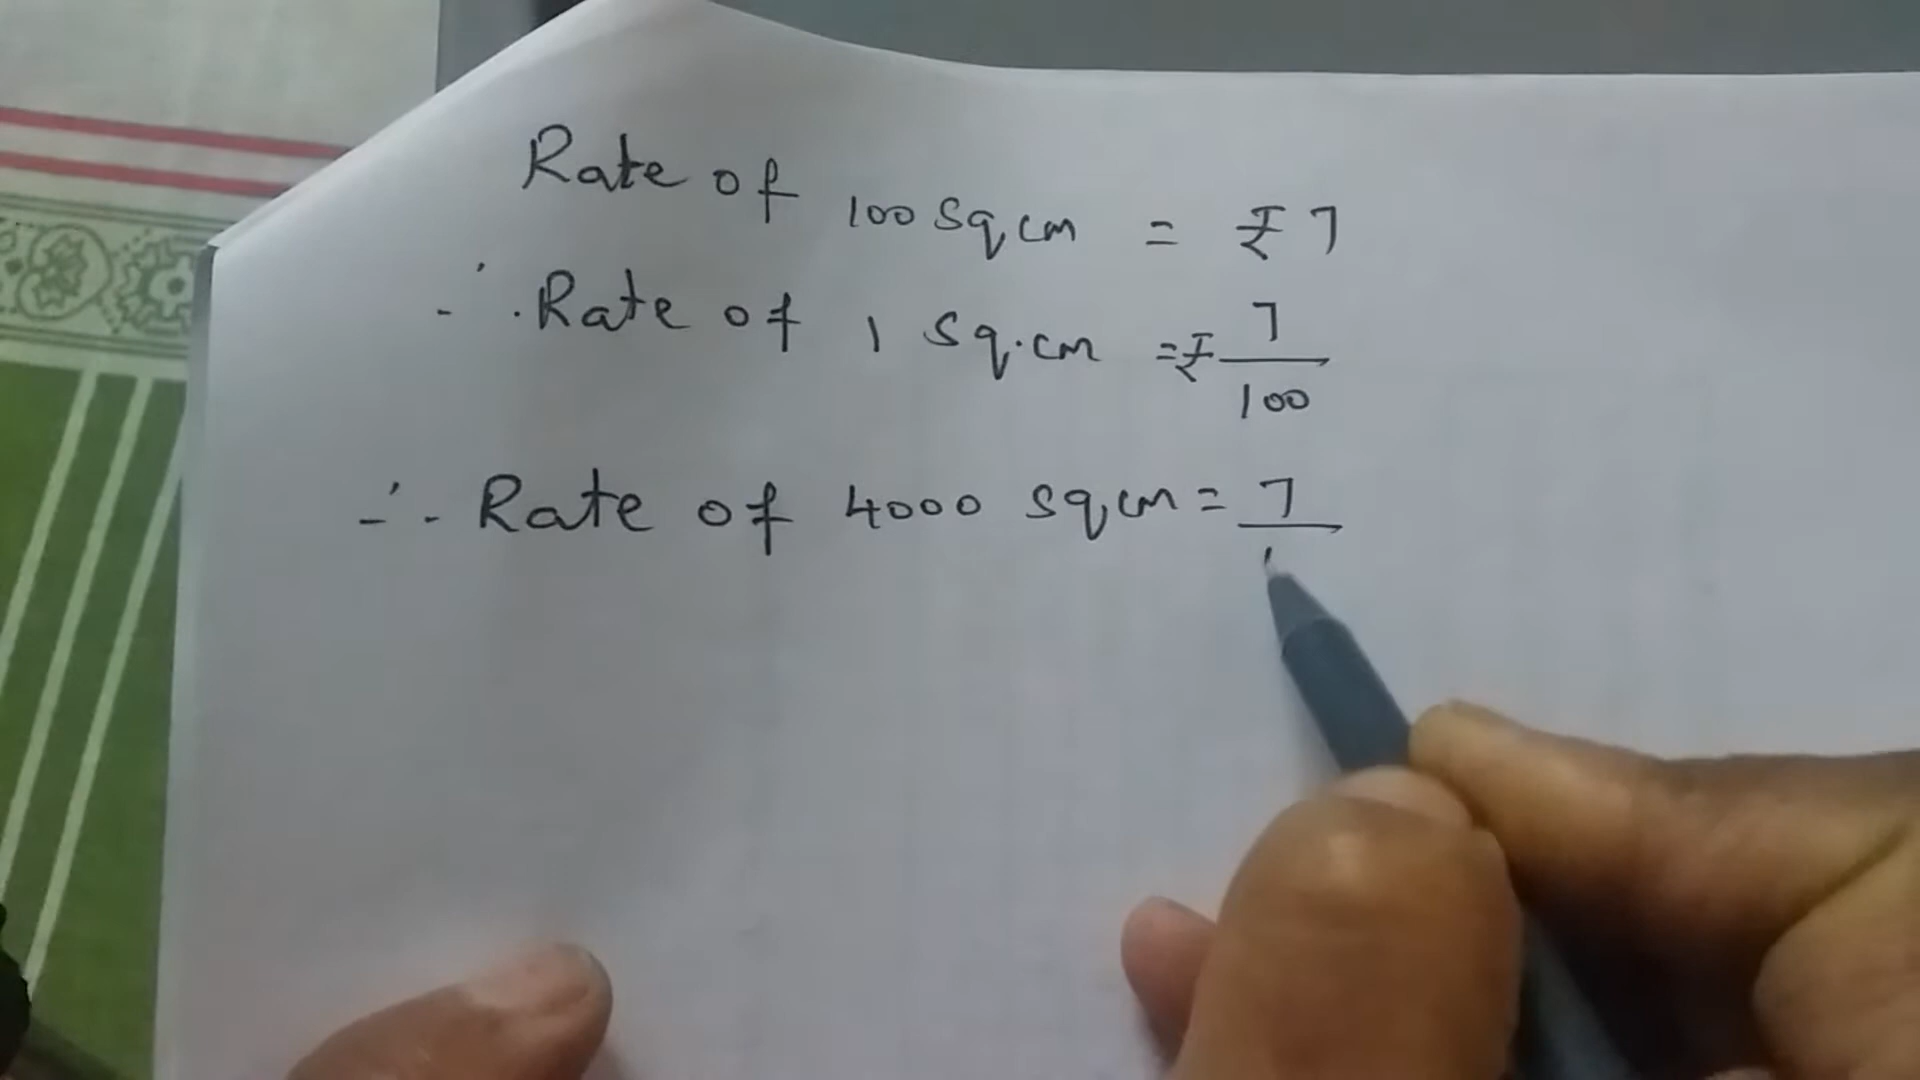 Rate of 100 sq cm = ₹ 7
∴ Rate of 1 sq.cm = ₹ 7/100
∴ Rate of 4000 sq cm = 7/1